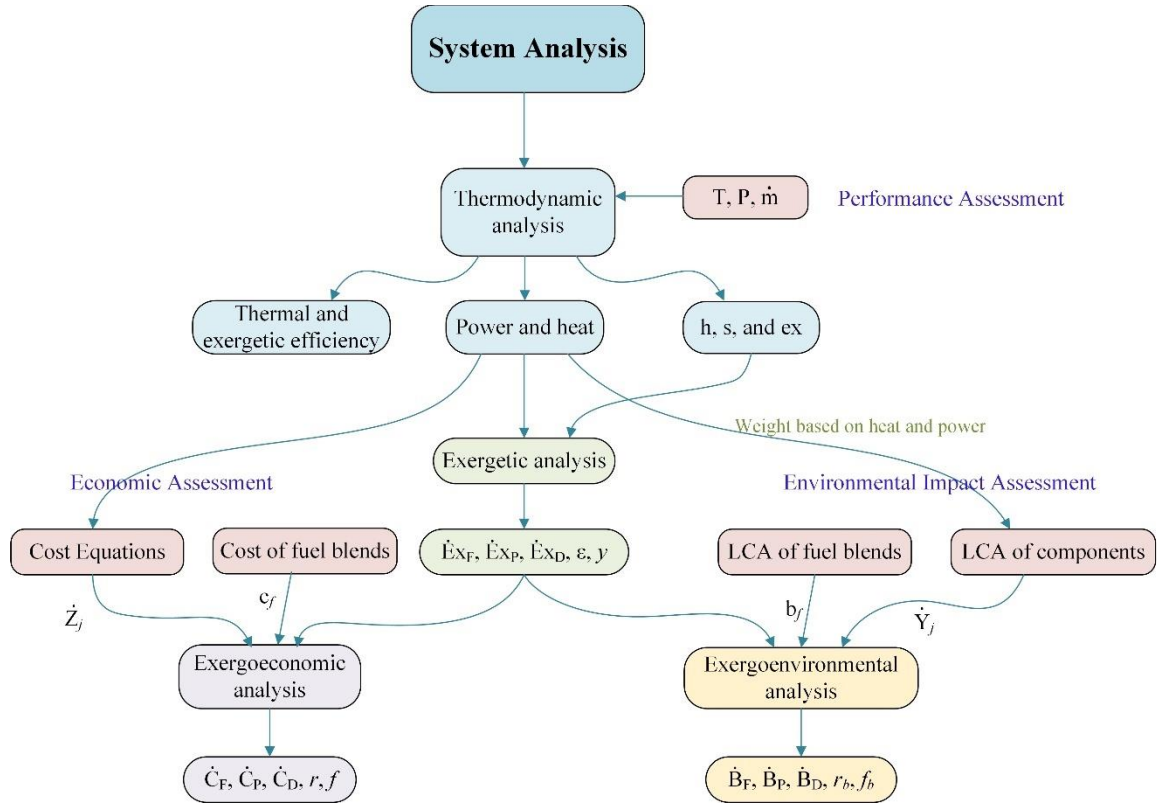 System Analysis
Thermodynamic
analysis
T, P, ṁ
Performance Assessment
Thermal and
exergetic efficiency
Power and heat
h, s, and ex
Weight based on heat and power
Exergetic analysis
Economic Assessment
Environmental Impact Assessment
Cost Equations
Cost of fuel blends
ĖxF, ĖxP, ĖxD, ε, y
LCA of fuel blends
LCA of components
Żj
cf
bf
Ẏj
Exergoeconomic
analysis
Exergoenvironmental
analysis
ĊF, ĊP, ĊD, r, f
ḂF, ḂP, ḂD, rb, fb